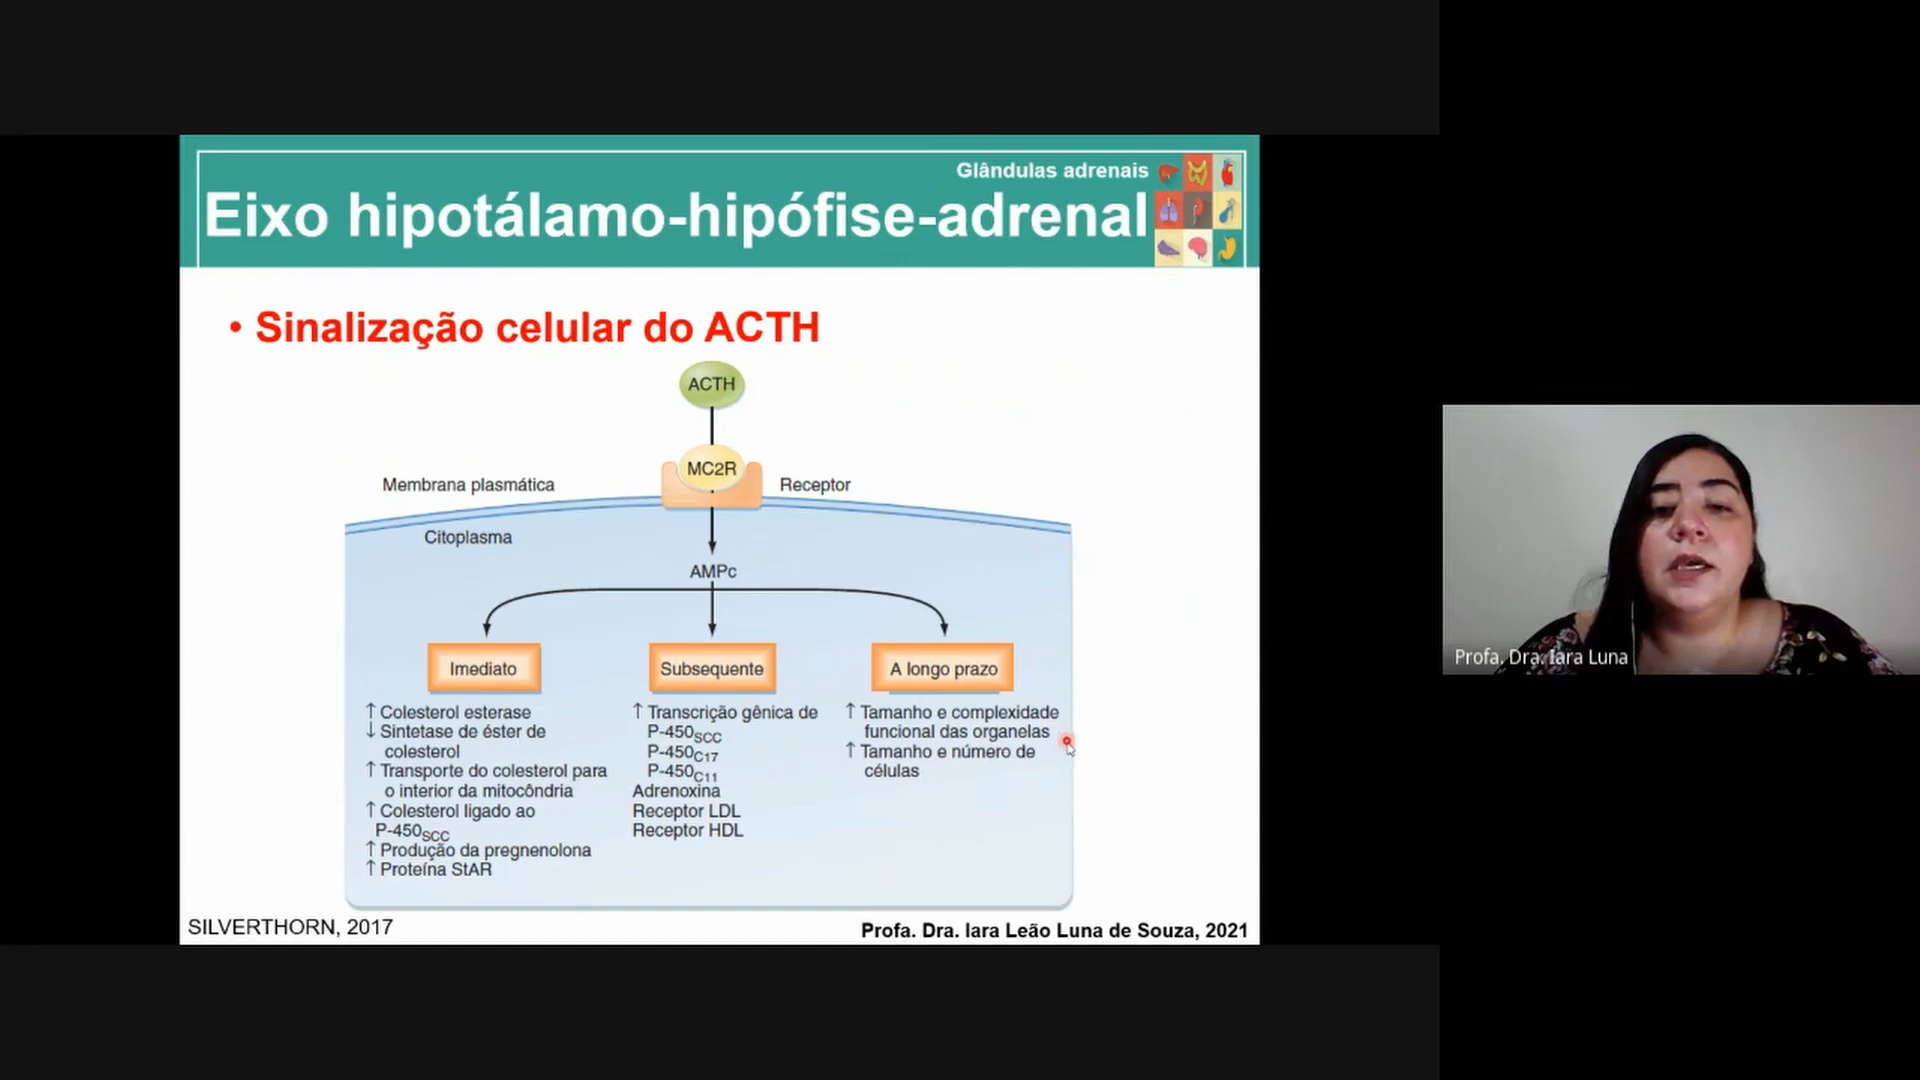 Glândulas adrenais
Eixo hipotálamo-hipófise-adrenal
• Sinalização celular do ACTH
ACTH
MC2R
Membrana plasmática
Receptor
Citoplasma
AMPc
Imediato
↑ Colesterol esterase
↓ Sintetase de éster de
colesterol
↑ Transporte do colesterol para
o interior da mitocôndria
↑ Colesterol ligado ao
P-450SCC
↑ Produção da pregnenolona
↑ Proteína StAR
Subsequente
↑ Transcrição gênica de
P-450SCC
P-450C17
P-450C11
Adrenoxina
Receptor LDL
Receptor HDL
A longo prazo
↑ Tamanho e complexidade
funcional das organelas
↑ Tamanho e número de
células
SILVERTHORN, 2017
Profa. Dra. Iara Leão Luna de Souza, 2021
Profa. Dra. Iara Luna